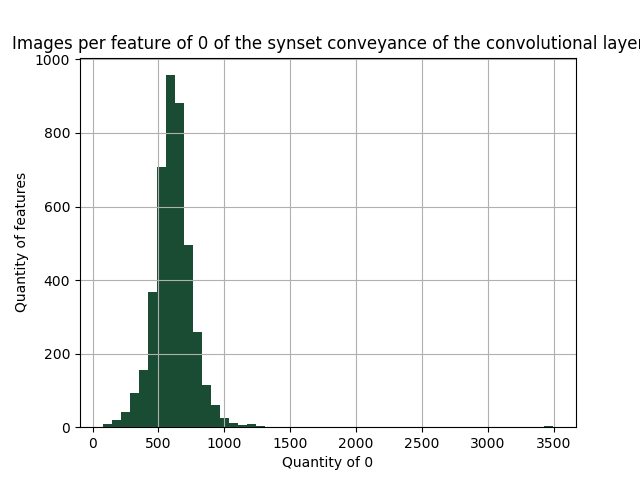 Images per feature of 0 of the synset conveyance of the convolutional layer
1000
800
600
400
200
0
Quantity of features
0 500 1000 1500 2000 2500 3000 3500
Quantity of 0